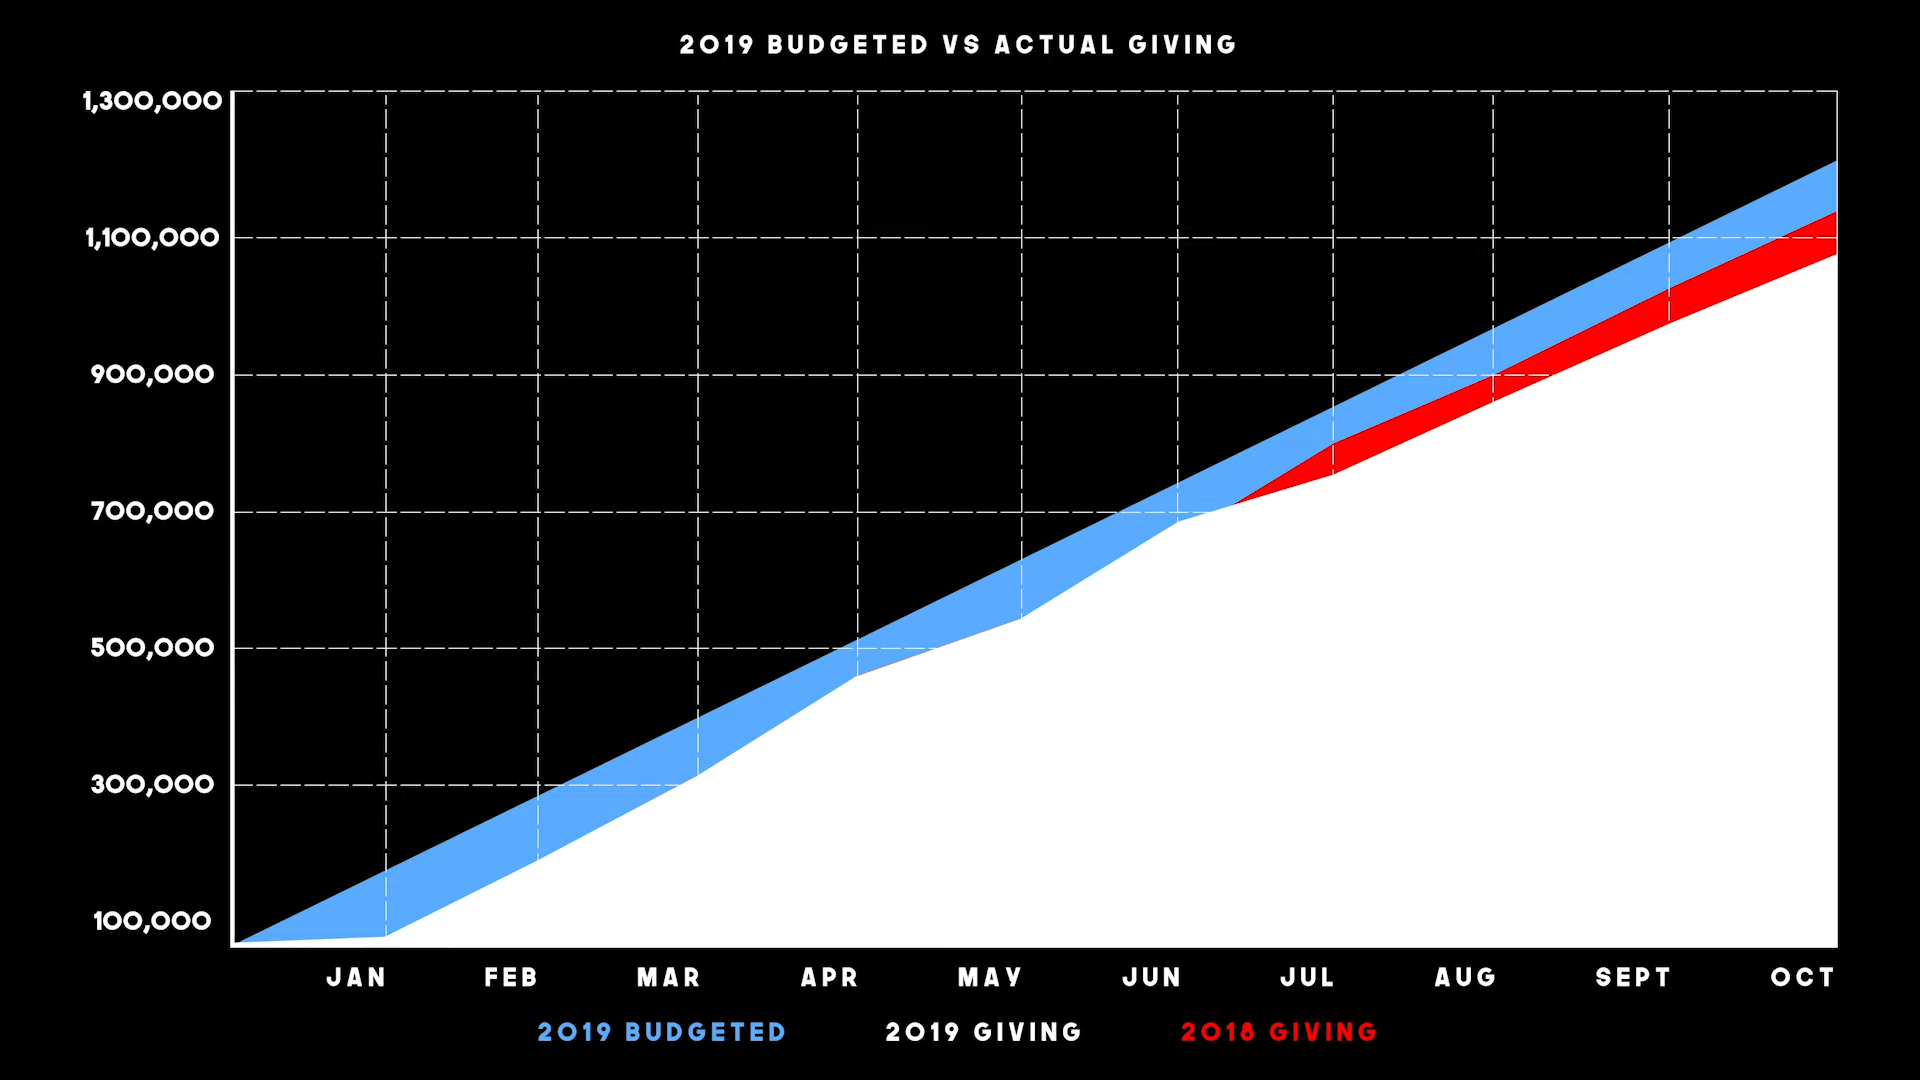 2019 BUDGETED VS ACTUAL GIVING
1,300,000
1,100,000
900,000
700,000
500,000
300,000
100,000
JAN FEB MAR APR MAY JUN JUL AUG SEPT OCT
2019 BUDGETED 2019 GIVING 2018 GIVING